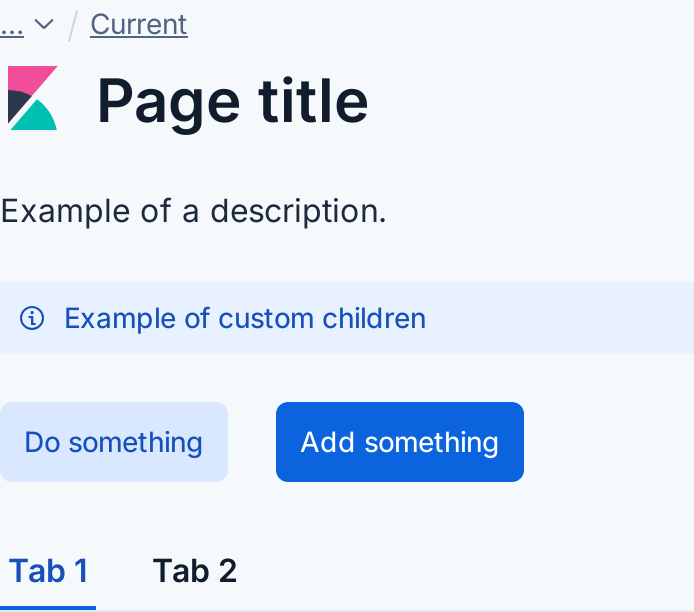 ... / Current
Page title
Example of a description.
Example of custom children
Do something Add something
Tab 1 Tab 2